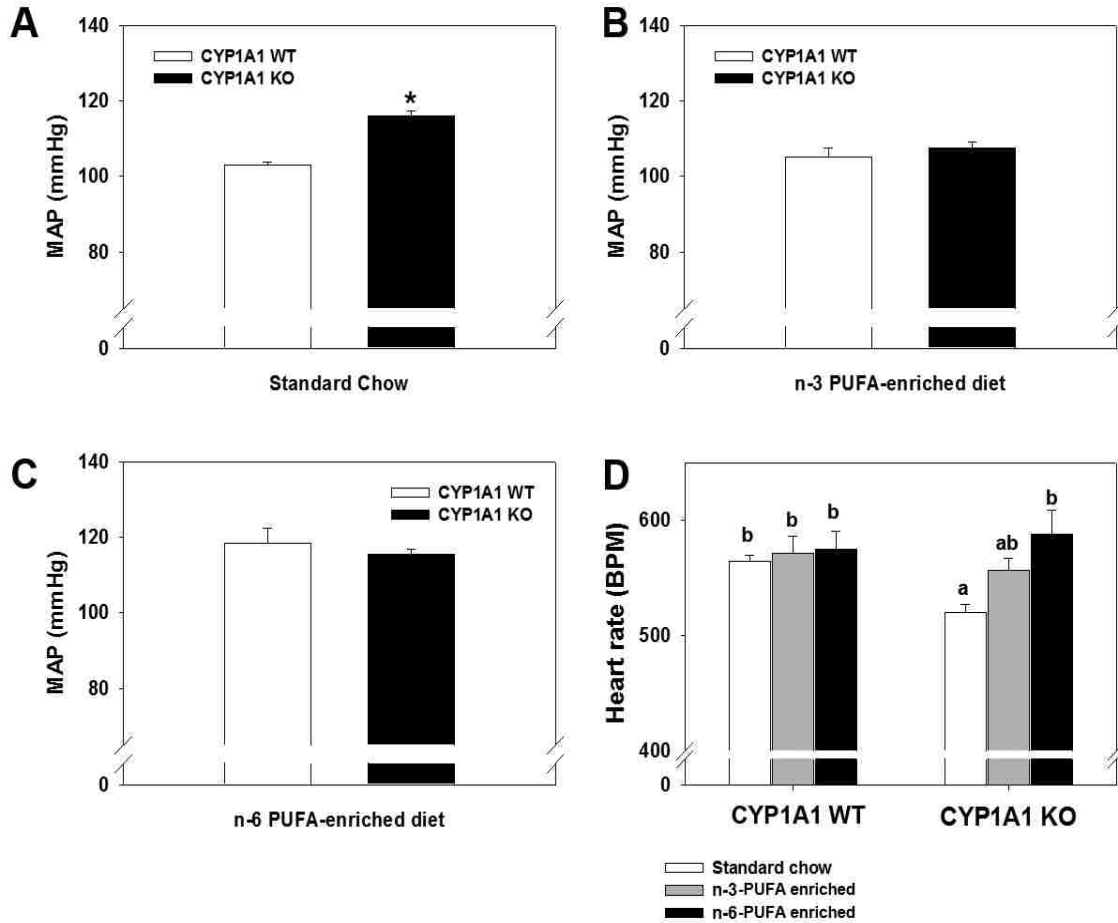 A
MAP (mmHg)
140
120
100
80
0
CYP1A1 WT
CYP1A1 KO
*
Standard Chow
B
MAP (mmHg)
140
120
100
80
0
CYP1A1 WT
CYP1A1 KO
n-3 PUFA-enriched diet
C
MAP (mmHg)
140
120
100
80
0
CYP1A1 WT
CYP1A1 KO
n-6 PUFA-enriched diet
D
Heart rate (BPM)
600
500
400
0
b b b
a ab b
CYP1A1 WT CYP1A1 KO
Standard chow
n-3-PUFA enriched
n-6-PUFA enriched